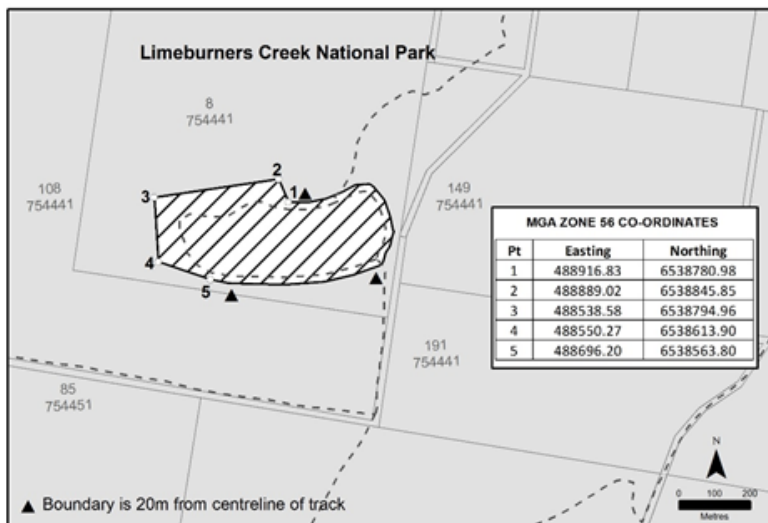 Limeburners Creek National Park
8
754441
108
754441
149
754441
2
1
3
4
5
MGA ZONE 56 CO-ORDINATES
Pt Easting Northing
1 488916.83 6538780.98
2 488889.02 6538845.85
3 488538.58 6538794.96
4 488550.27 6538613.90
5 488696.20 6538563.80
191
754441
85
754451
N
0 100 200
Metres
Boundary is 20m from centreline of track